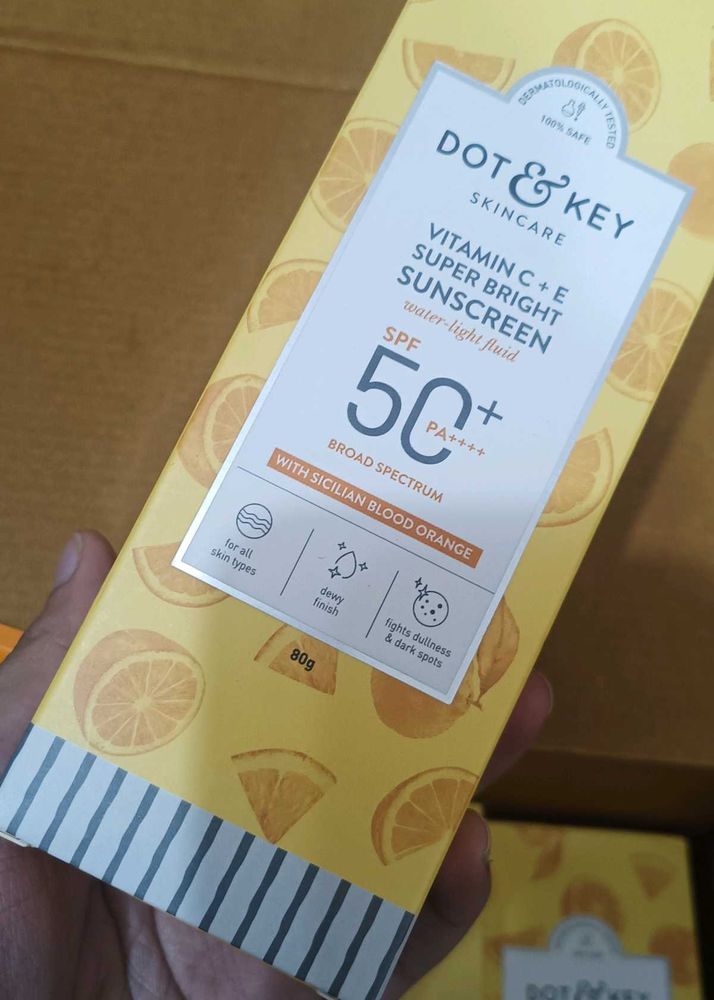 DERMATOLOGICALLY TESTED
100% SAFE
DOT & KEY
SKINCARE
VITAMIN C + E
SUPER BRIGHT
SUNSCREEN
water-light fluid
SPF
50+
PA++++
BROAD SPECTRUM
WITH SICILIAN BLOOD ORANGE
for all
skin types
dewy
finish
fights dullness
& dark spots
80g
DOT & KEY